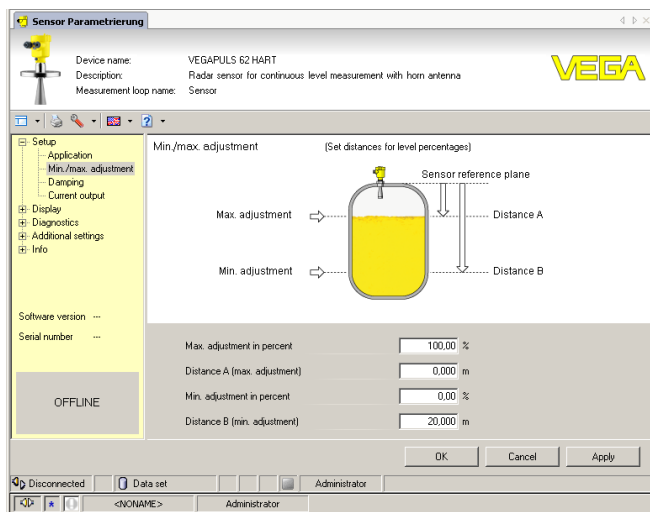 Sensor Parametrierung
Device name: VEGAPULS 62 HART
Description: Radar sensor for continuous level measurement with horn antenna
Measurement loop name: Sensor
VEGA
Setup
Application
Min./max. adjustment
Damping
Current output
Display
Diagnostics
Additional settings
Info
Software version ---
Serial number ---
OFFLINE
Min./max. adjustment (Set distances for level percentages)
Sensor reference plane
Max. adjustment
Distance A
Min. adjustment
Distance B
Max. adjustment in percent 100,00 %
Distance A (max. adjustment) 0,000 m
Min. adjustment in percent 0,00 %
Distance B (min. adjustment) 20,000 m
OK Cancel Apply
Disconnected Data set Administrator
<NONAME> Administrator